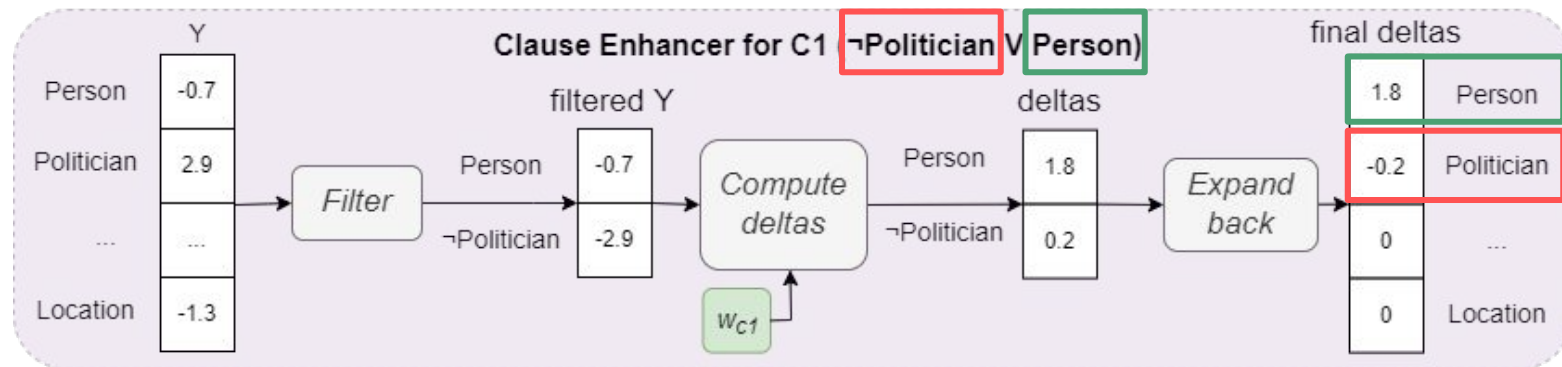 Clause Enhancer for C1 (¬Politician V Person)
Y
Person
-0.7
Politician
2.9
...
...
Location
-1.3
Filter
filtered Y
Person
-0.7
¬Politician
-2.9
Compute
deltas
wC1
deltas
Person
1.8
¬Politician
0.2
Expand
back
final deltas
1.8
Person
-0.2
Politician
0
...
0
Location